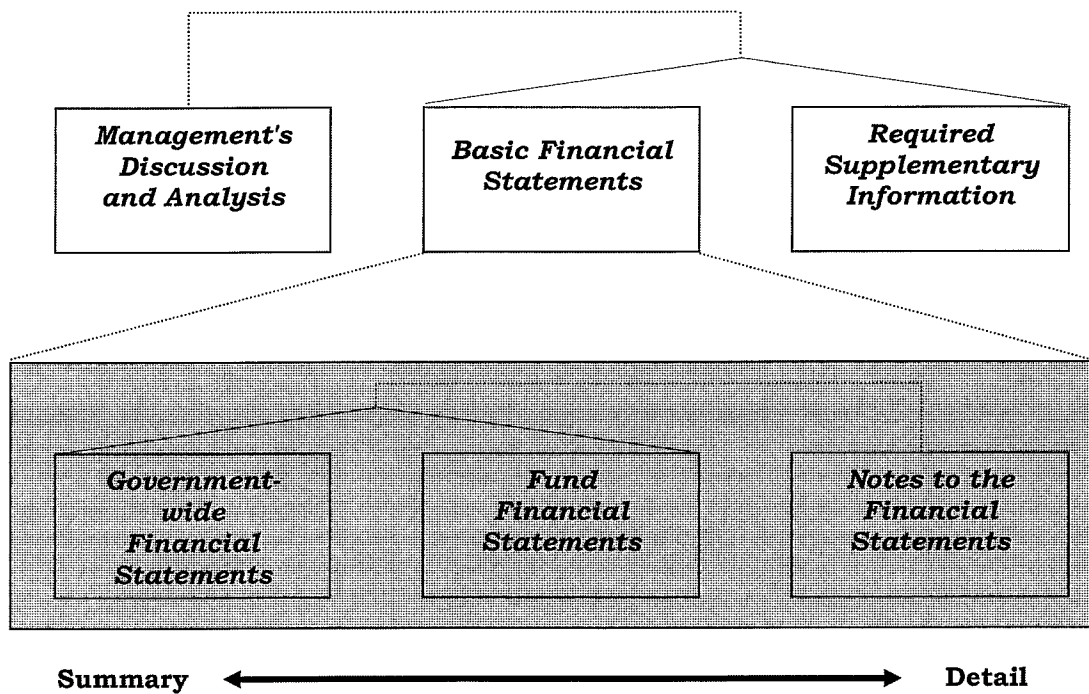 Management's
Discussion
and Analysis
Basic Financial
Statements
Required
Supplementary
Information
Government-
wide
Financial
Statements
Fund
Financial
Statements
Notes to the
Financial
Statements
Summary
Detail